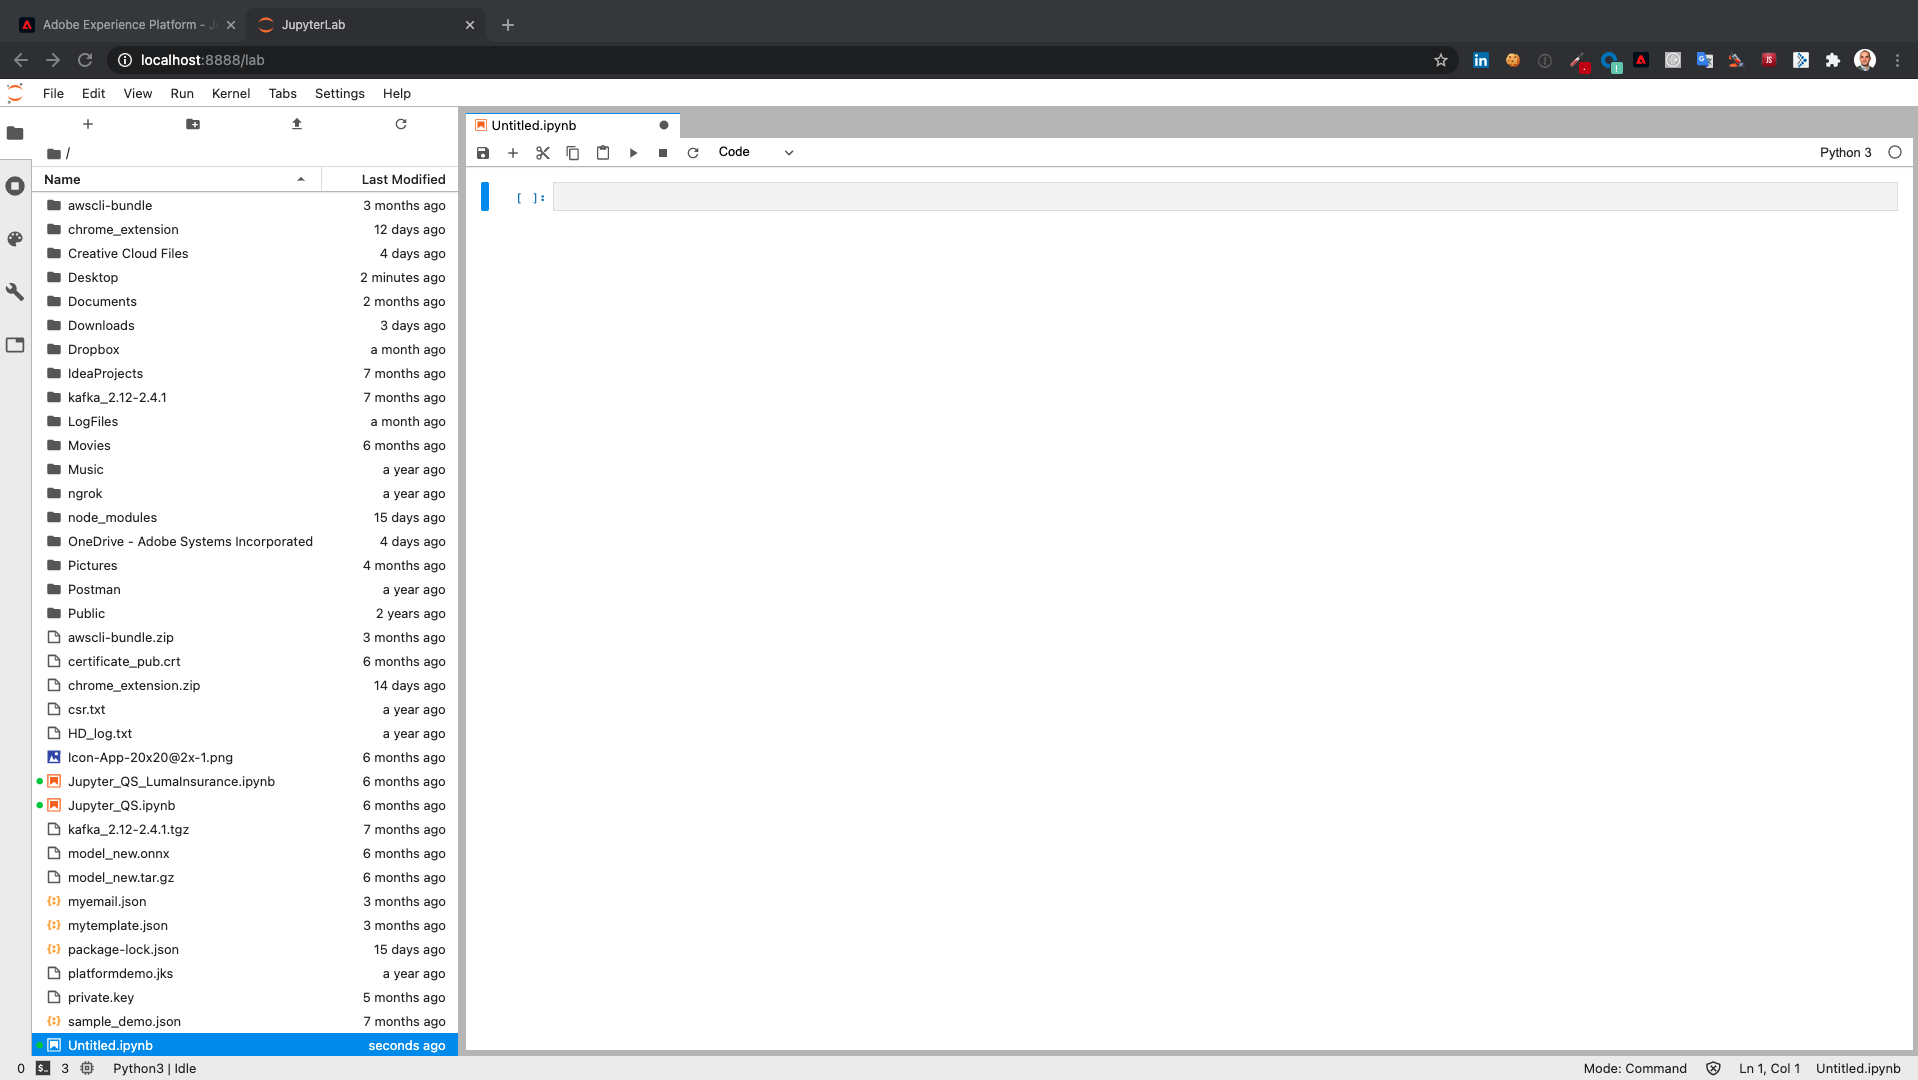 Adobe Experience Platform - J
JupyterLab
localhost:8888/lab
File Edit View Run Kernel Tabs Settings Help
/
Name Last Modified
awscli-bundle 3 months ago
chrome_extension 12 days ago
Creative Cloud Files 4 days ago
Desktop 2 minutes ago
Documents 2 months ago
Downloads 3 days ago
Dropbox a month ago
IdeaProjects 7 months ago
kafka_2.12-2.4.1 7 months ago
LogFiles a month ago
Movies 6 months ago
Music a year ago
ngrok a year ago
node_modules 15 days ago
OneDrive - Adobe Systems Incorporated 4 days ago
Pictures 4 months ago
Postman a year ago
Public 2 years ago
awscli-bundle.zip 3 months ago
certificate_pub.crt 6 months ago
chrome_extension.zip 14 days ago
csr.txt a year ago
HD_log.txt a year ago
Icon-App-20x20@2x-1.png 6 months ago
Jupyter_QS_LumaInsurance.ipynb 6 months ago
Jupyter_QS.ipynb 6 months ago
kafka_2.12-2.4.1.tgz 7 months ago
model_new.onnx 6 months ago
model_new.tar.gz 6 months ago
myemail.json 3 months ago
mytemplate.json 3 months ago
package-lock.json 15 days ago
platformdemo.jks a year ago
private.key 5 months ago
sample_demo.json 7 months ago
Untitled.ipynb seconds ago
Untitled.ipynb
Code
Python 3
[ ]:
0 3 Python3 | Idle
Mode: Command Ln 1, Col 1 Untitled.ipynb